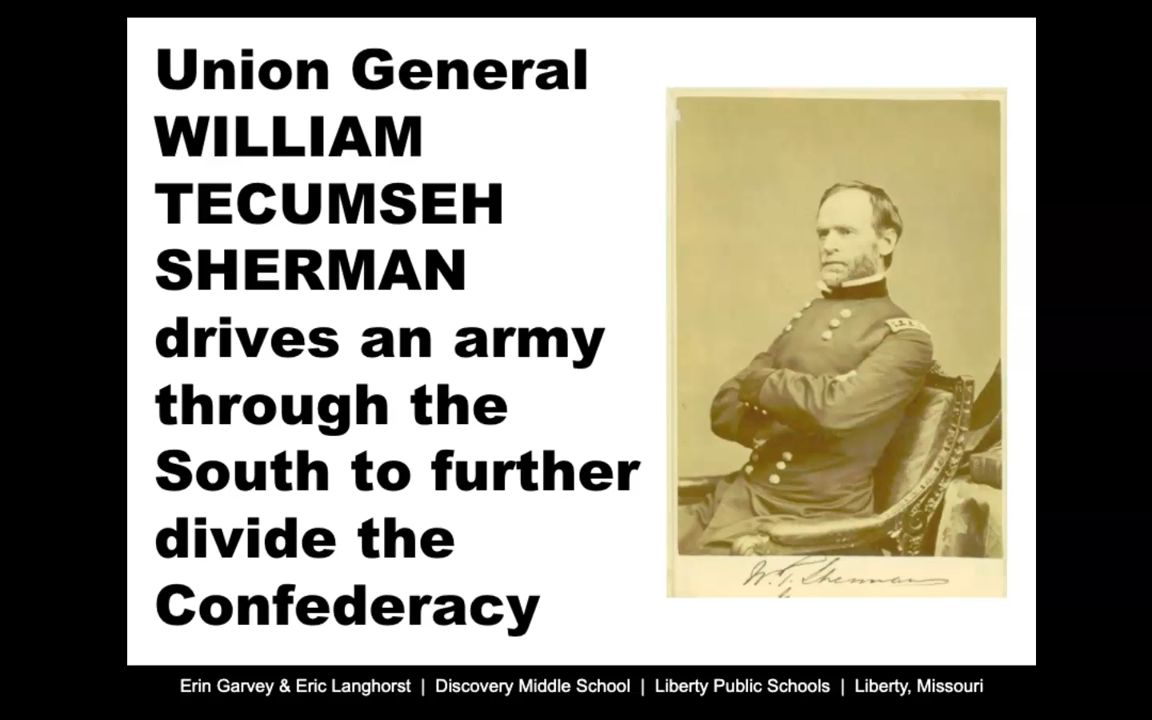 Union General
WILLIAM
TECUMSEH
SHERMAN
drives an army
through the
South to further
divide the
Confederacy
W. T. Sherman
Erin Garvey & Eric Langhorst | Discovery Middle School | Liberty Public Schools | Liberty, Missouri